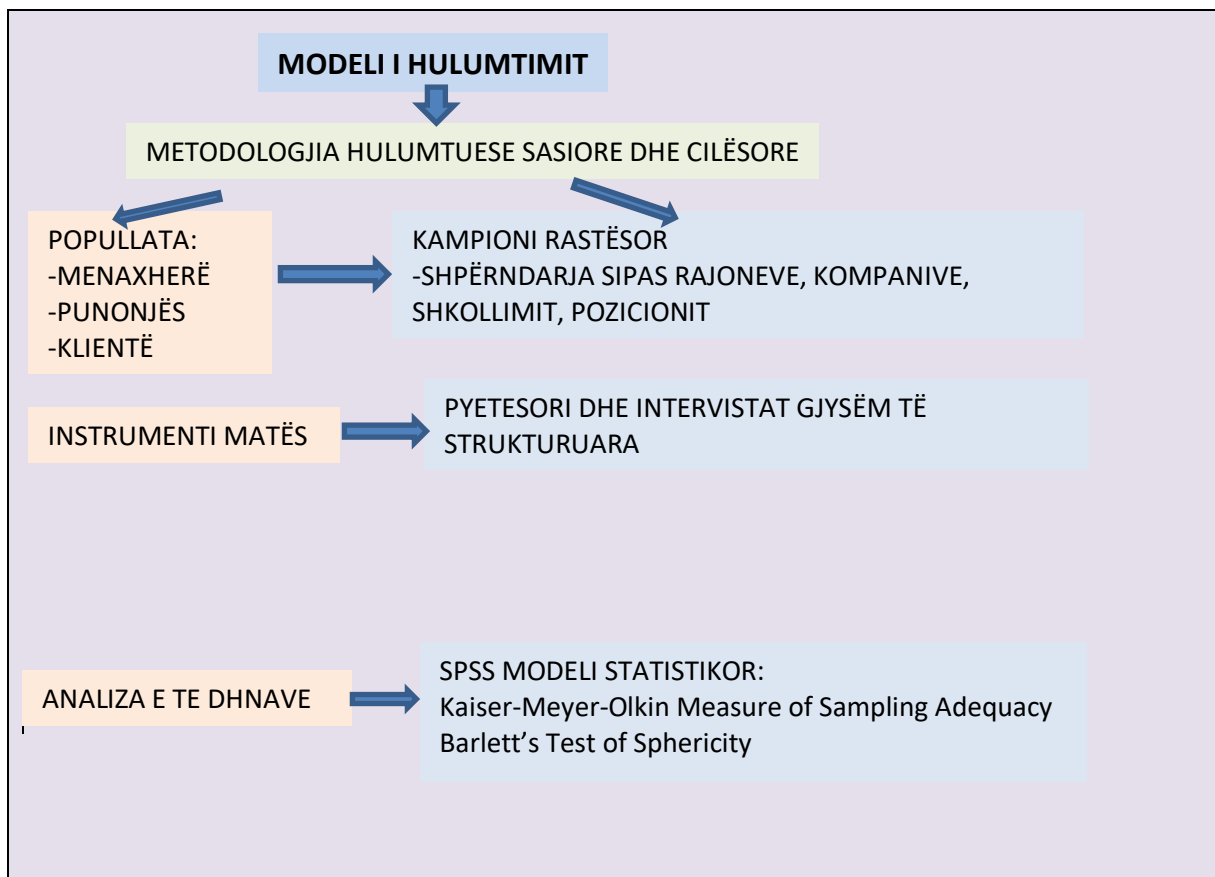 MODELI I HULUMTIMIT
METODOLOGJIA HULUMTUESE SASIORE DHE CILËSORE
POPULLATA:
-MENAXHERË
-PUNONJËS
-KLIENTË
KAMPIONI RASTËSOR
-SHPËRNDARJA SIPAS RAJONEVE, KOMPANIVE,
SHKOLLIMIT, POZICIONIT
INSTRUMENTI MATËS
PYETESORI DHE INTERVISTAT GJYSËM TË
STRUKTURUARA
ANALIZA E TE DHNAVE
SPSS MODELI STATISTIKOR:
Kaiser-Meyer-Olkin Measure of Sampling Adequacy
Barlett’s Test of Sphericity